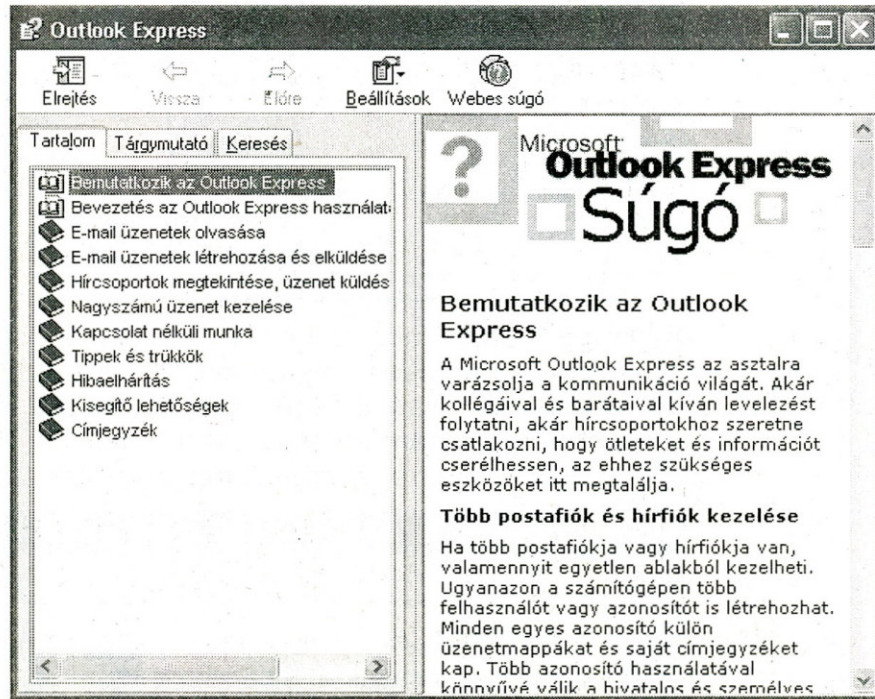 Outlook Express
Elrejtés Vissza Előre Beállítások Webes súgó
Tartalom Tárgymutató Keresés
Bemutatkozik az Outlook Express
Bevezetés az Outlook Express használat
E-mail üzenetek olvasása
E-mail üzenetek létrehozása és elküldése
Hírcsoportok megtekintése, üzenet küldés
Nagyszámú üzenet kezelése
Kapcsolat nélküli munka
Tippek és trükkök
Hibaelhárítás
Kisegítő lehetőségek
Címjegyzék
Microsoft
Outlook Express
Súgó
Bemutatkozik az Outlook
Express
A Microsoft Outlook Express az asztalra
varázsolja a kommunikáció világát. Akár
kollégáival és barátaival kíván levelezést
folytatni, akár hírcsoportokhoz szeretne
csatlakozni, hogy ötleteket és információt
cserélhessen, az ehhez szükséges
eszközöket itt megtalálja.
Több postafiók és hírfiók kezelése
Ha több postafiókja vagy hírfiókja van,
valamennyit egyetlen ablakból kezelheti.
Ugyanazon a számítógépen több
felhasználót vagy azonosítót is létrehozhat.
Minden egyes azonosító külön
üzenetmappákat és saját címjegyzéket
kap. Több azonosító használatával
könnyűvé válik a hivatalos és személyes